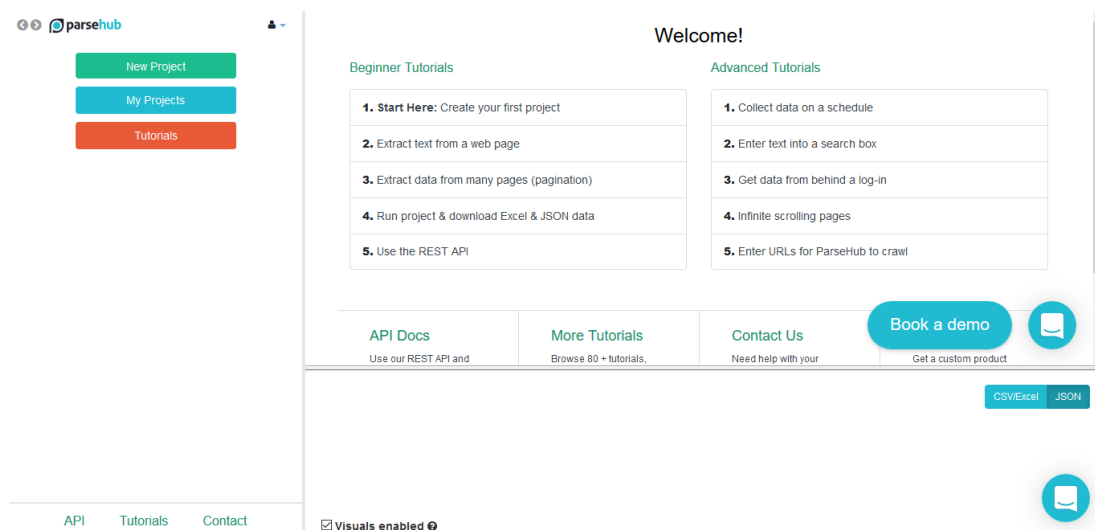 parsehub
New Project
My Projects
Tutorials
API Tutorials Contact
Welcome!
Beginner Tutorials
1. Start Here: Create your first project
2. Extract text from a web page
3. Extract data from many pages (pagination)
4. Run project & download Excel & JSON data
5. Use the REST API
Advanced Tutorials
1. Collect data on a schedule
2. Enter text into a search box
3. Get data from behind a log-in
4. Infinite scrolling pages
5. Enter URLs for ParseHub to crawl
API Docs
Use our REST API and
More Tutorials
Browse 80 + tutorials,
Contact Us
Need help with your
Book a demo
Get a custom product
CSV/Excel JSON
Visuals enabled